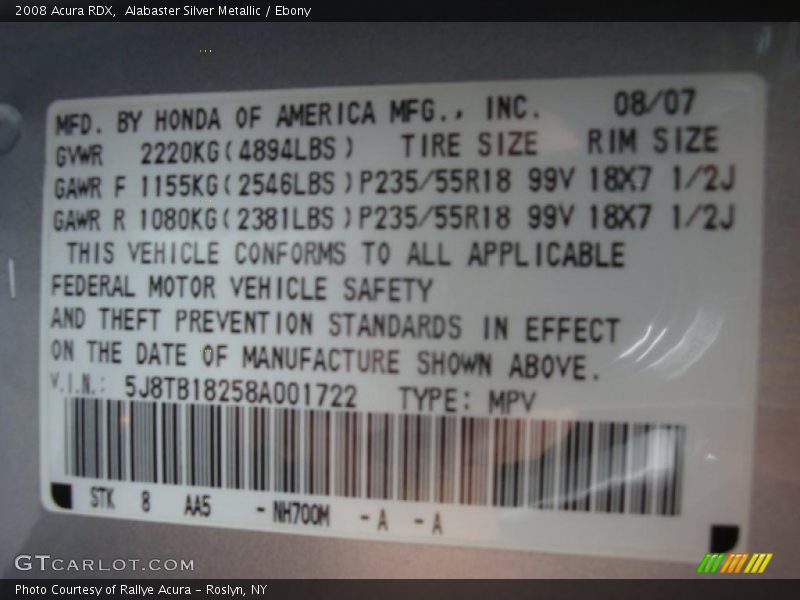 2008 Acura RDX,  Alabaster Silver Metallic / Ebony
MFD. BY HONDA OF AMERICA MFG., INC. 08/07
GVWR 2220KG(4894LBS) TIRE SIZE RIM SIZE
GAWR F 1155KG(2546LBS)P235/55R18 99V 18X7 1/2J
GAWR R 1080KG(2381LBS)P235/55R18 99V 18X7 1/2J
THIS VEHICLE CONFORMS TO ALL APPLICABLE
FEDERAL MOTOR VEHICLE SAFETY
AND THEFT PREVENTION STANDARDS IN EFFECT
ON THE DATE OF MANUFACTURE SHOWN ABOVE.
V.I.N.: 5J8TB18258A001722 TYPE: MPV
STK 8 AA5 -NH700M -A -A
GTCARLOT.COM
Photo Courtesy of Rallye Acura – Roslyn, NY